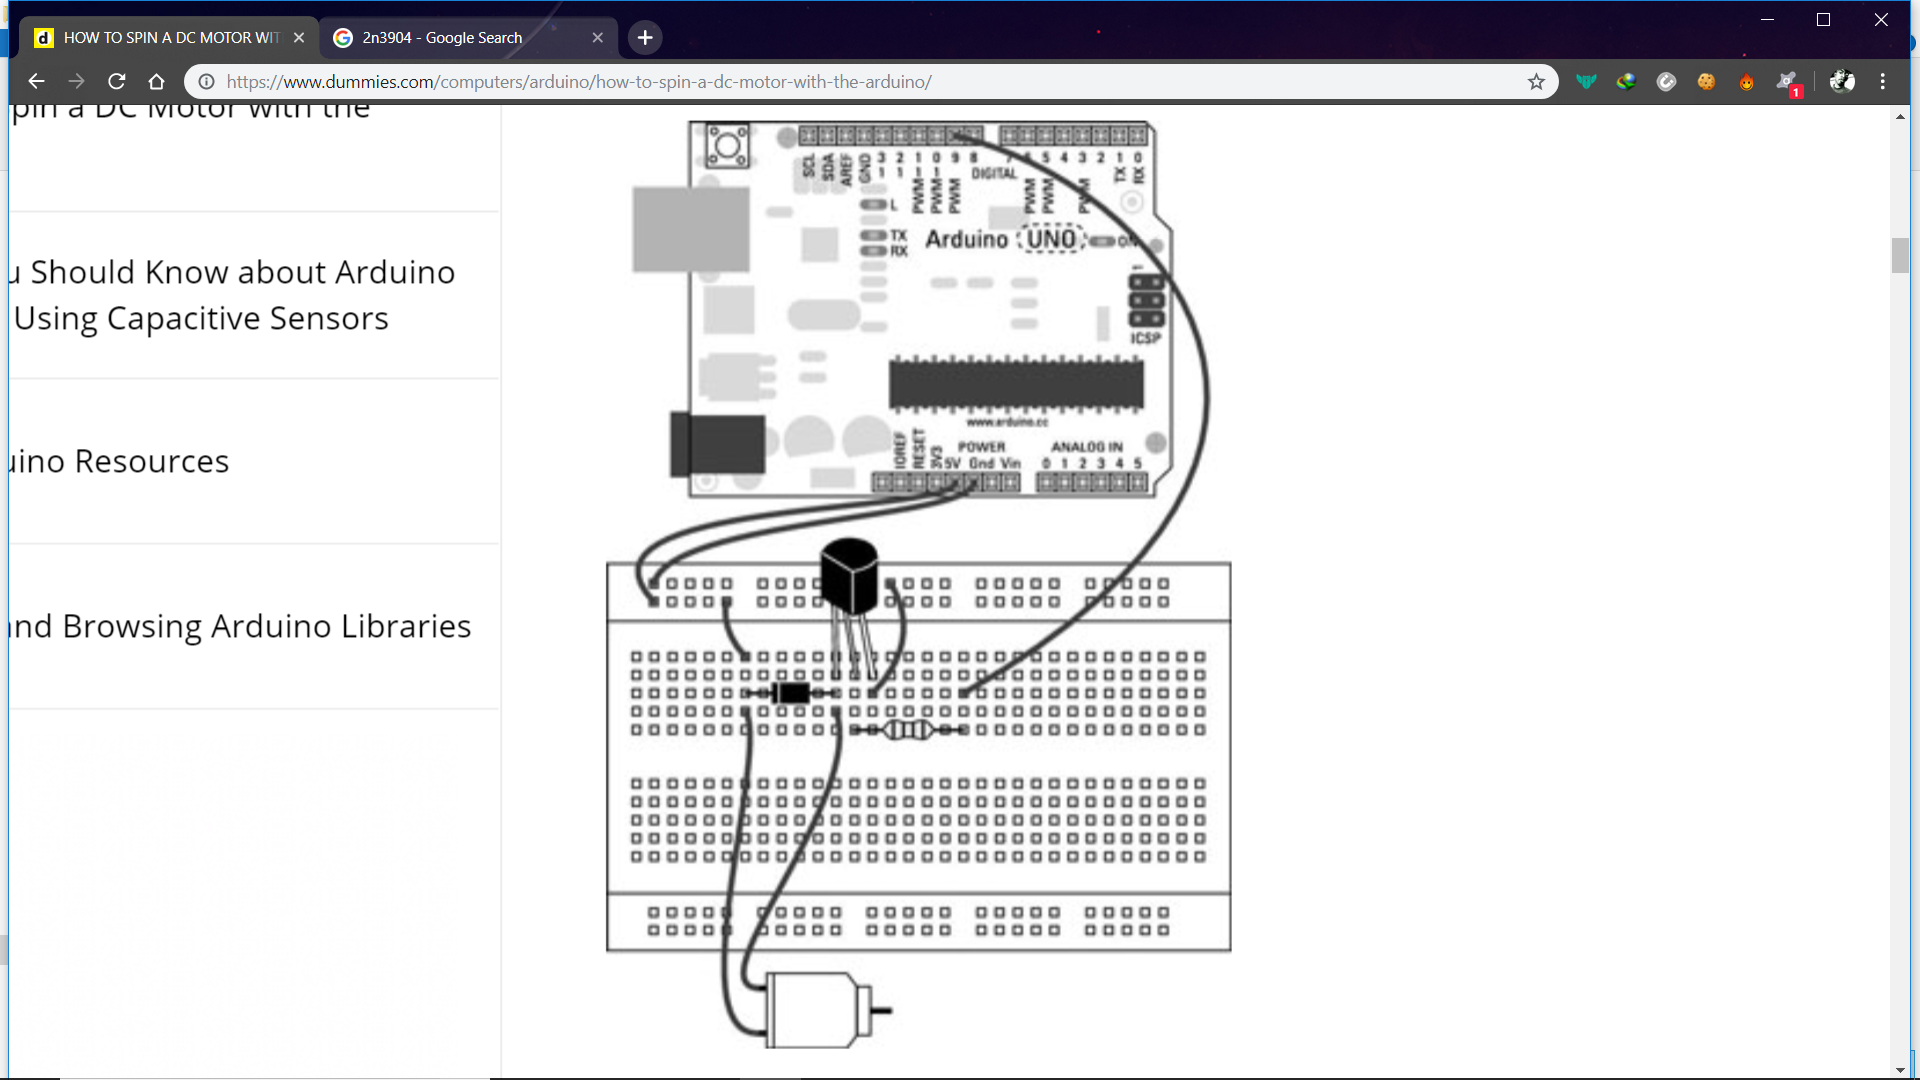 HOW TO SPIN A DC MOTOR WIT
2n3904 - Google Search
https://www.dummies.com/computers/arduino/how-to-spin-a-dc-motor-with-the-arduino/
1
pin a DC Motor with the
u Should Know about Arduino
Using Capacitive Sensors
uino Resources
nd Browsing Arduino Libraries
SCL
SDA
AREF
GND
13
12
11
10
9
8
7
6
5
4
3
2
1
0
PWM
PWM
PWM
DIGITAL
PWM
PWM
PWM
TX
RX
L
TX
RX
Arduino UNO
ON
1
ICSP
www.arduino.cc
IOREF
RESET
3V3
POWER
5V Gnd Vin
ANALOG IN
0 1 2 3 4 5